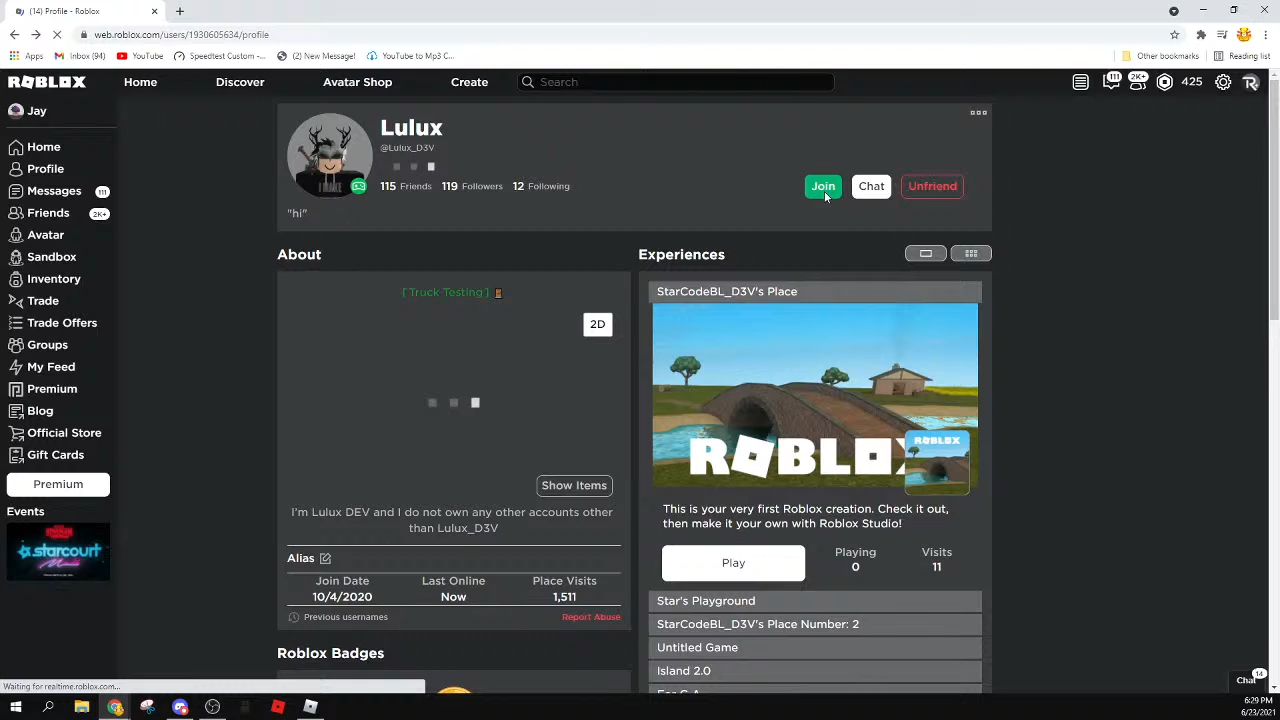 (14) Profile - Roblox
web.roblox.com/users/1930605634/profile
Apps
Inbox (94)
YouTube
Speedtest Custom -...
(2) New Message!
YouTube to Mp3 C...
Other bookmarks
Reading list
ROBLOX
Home
Discover
Avatar Shop
Create
Search
111
2K+
425
Jay
Home
Profile
Messages 111
Friends 2K+
Avatar
Sandbox
Inventory
Trade
Trade Offers
Groups
My Feed
Premium
Blog
Official Store
Gift Cards
Premium
Events
starcourt
Lulux
@Lulux_D3V
115 Friends 119 Followers 12 Following
"hi"
I MAKE
Join
Chat
Unfriend
About
[ Truck Testing ]
2D
Show Items
I'm Lulux DEV and I do not own any other accounts other
than Lulux_D3V
Alias
Join Date Last Online Place Visits
10/4/2020 Now 1,511
Previous usernames
Report Abuse
Roblox Badges
Experiences
StarCodeBL_D3V's Place
ROBLOX
ROBLOX
This is your very first Roblox creation. Check it out,
then make it your own with Roblox Studio!
Play
Playing Visits
0 11
Star's Playground
StarCodeBL_D3V's Place Number: 2
Untitled Game
Island 2.0
Chat 14
Waiting for realtime.roblox.com...
6:29 PM
6/23/2021